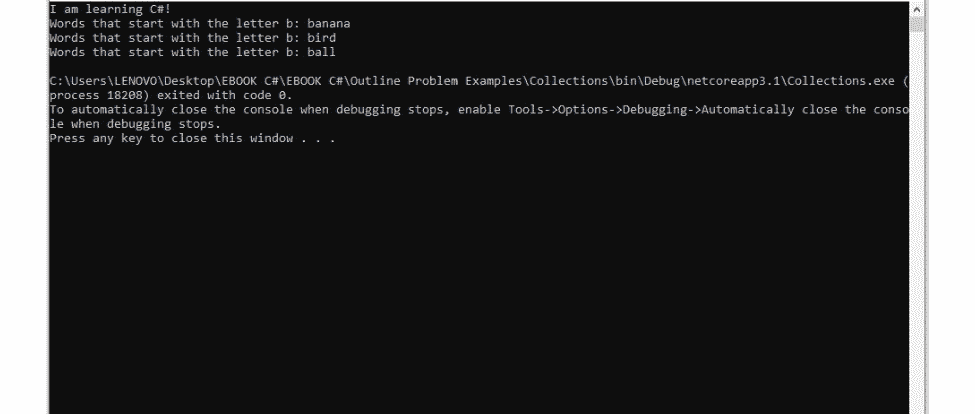 I am learning C#!
Words that start with the letter b: banana
Words that start with the letter b: bird
Words that start with the letter b: ball
C:\Users\LENOVO\Desktop\EBOOK C#\EBOOK C#\Outline Problem Examples\Collections\bin\Debug\netcoreapp3.1\Collections.exe (
process 18208) exited with code 0.
To automatically close the console when debugging stops, enable Tools->Options->Debugging->Automatically close the conso
le when debugging stops.
Press any key to close this window . . .